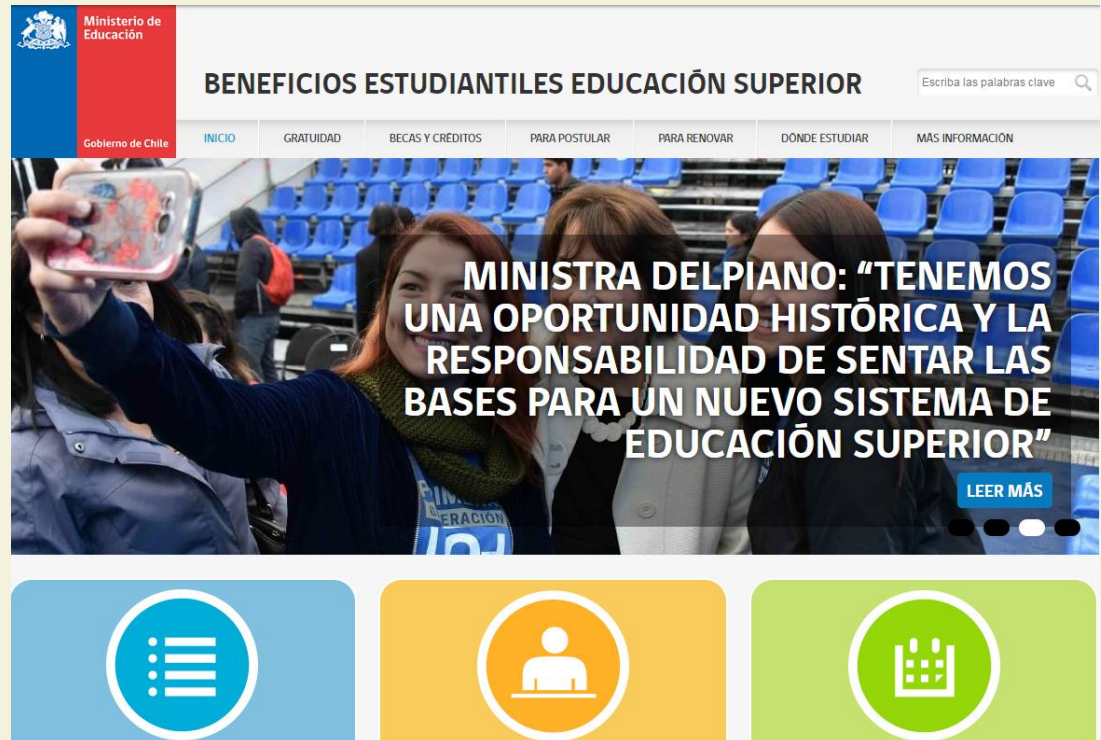 Ministerio de
Educación
Gobierno de Chile
BENEFICIOS ESTUDIANTILES EDUCACIÓN SUPERIOR
Escriba las palabras clave
INICIO GRATUIDAD BECAS Y CRÉDITOS PARA POSTULAR PARA RENOVAR DÓNDE ESTUDIAR MÁS INFORMACIÓN
MINISTRA DELPIANO: “TENEMOS
UNA OPORTUNIDAD HISTÓRICA Y LA
RESPONSABILIDAD DE SENTAR LAS
BASES PARA UN NUEVO SISTEMA DE
EDUCACIÓN SUPERIOR”
LEER MÁS